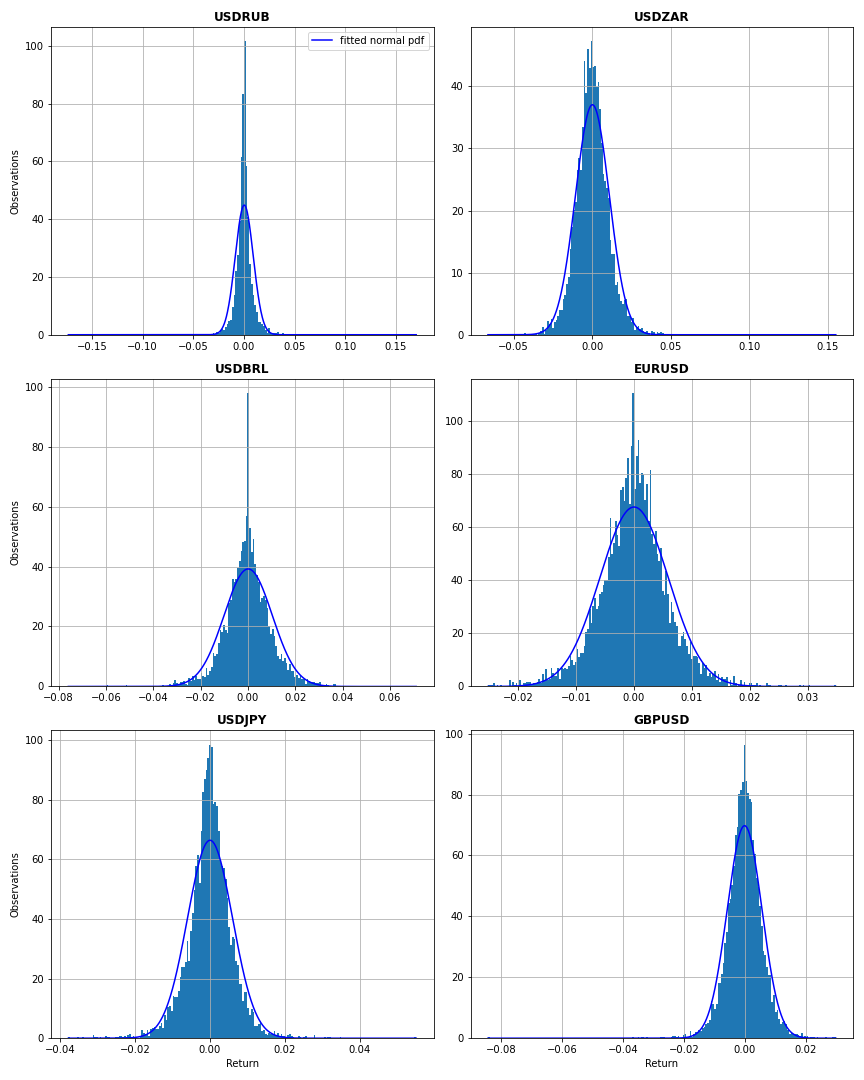 USDRUB
USDZAR
fitted normal pdf
Observations
100
80
60
40
20
0
40
30
20
10
0
−0.15 −0.10 −0.05 0.00 0.05 0.10 0.15
−0.05 0.00 0.05 0.10 0.15
USDBRL
EURUSD
Observations
100
80
60
40
20
0
100
80
60
40
20
0
−0.08 −0.06 −0.04 −0.02 0.00 0.02 0.04 0.06
−0.02 −0.01 0.00 0.01 0.02 0.03
USDJPY
GBPUSD
Observations
100
80
60
40
20
0
100
80
60
40
20
0
−0.04 −0.02 0.00 0.02 0.04
−0.08 −0.06 −0.04 −0.02 0.00 0.02
Return
Return